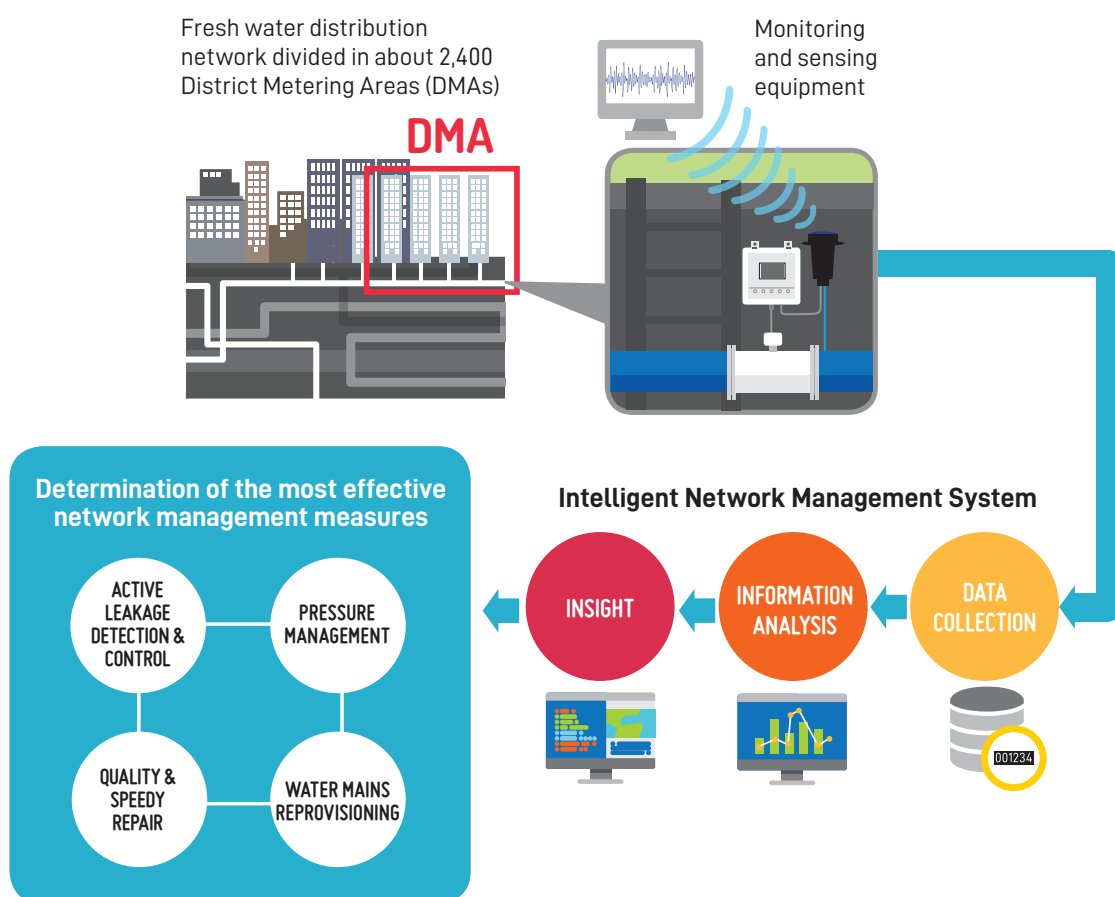 Fresh water distribution
network divided in about 2,400
District Metering Areas (DMAs)
Monitoring
and sensing
equipment
DMA
Determination of the most effective
network management measures
ACTIVE
LEAKAGE
DETECTION &
CONTROL
PRESSURE
MANAGEMENT
QUALITY &
SPEEDY
REPAIR
WATER MAINS
REPROVISIONING
Intelligent Network Management System
INSIGHT
INFORMATION
ANALYSIS
DATA
COLLECTION
001234